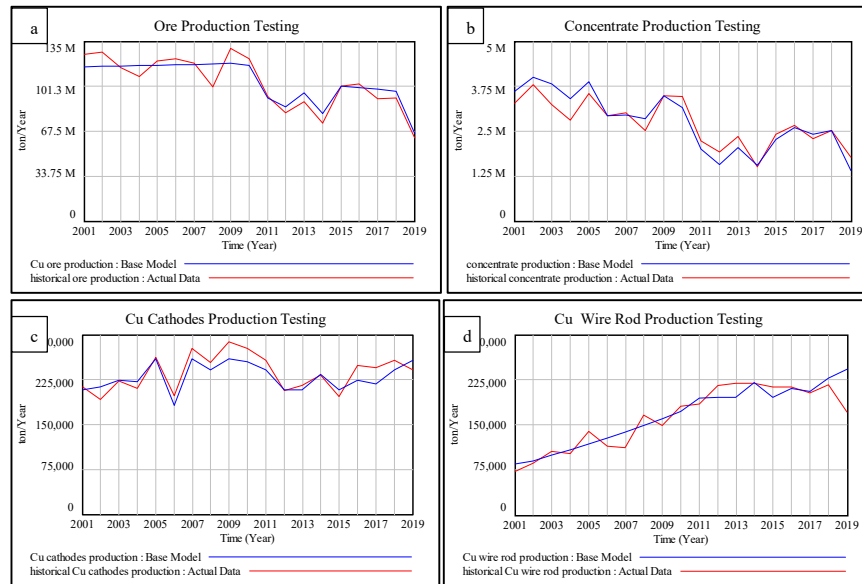 a
Ore Production Testing
135 M
101.3 M
67.5 M
33.75 M
0
ton/Year
2001 2003 2005 2007 2009 2011 2013 2015 2017 2019
Time (Year)
Cu ore production : Base Model
historical ore production : Actual Data
b
Concentrate Production Testing
5 M
3.75 M
2.5 M
1.25 M
0
ton/Year
2001 2003 2005 2007 2009 2011 2013 2015 2017 2019
Time (Year)
concentrate production : Base Model
historical concentrate production : Actual Data
c
Cu Cathodes Production Testing
0,000
225,000
150,000
75,000
0
ton/Year
2001 2003 2005 2007 2009 2011 2013 2015 2017 2019
Time (Year)
Cu cathodes production : Base Model
historical Cu cathodes production : Actual Data
d
Cu Wire Rod Production Testing
0,000
225,000
150,000
75,000
0
ton/Year
2001 2003 2005 2007 2009 2011 2013 2015 2017 2019
Time (Year)
Cu wire rod production : Base Model
historical Cu wire rod production : Actual Data